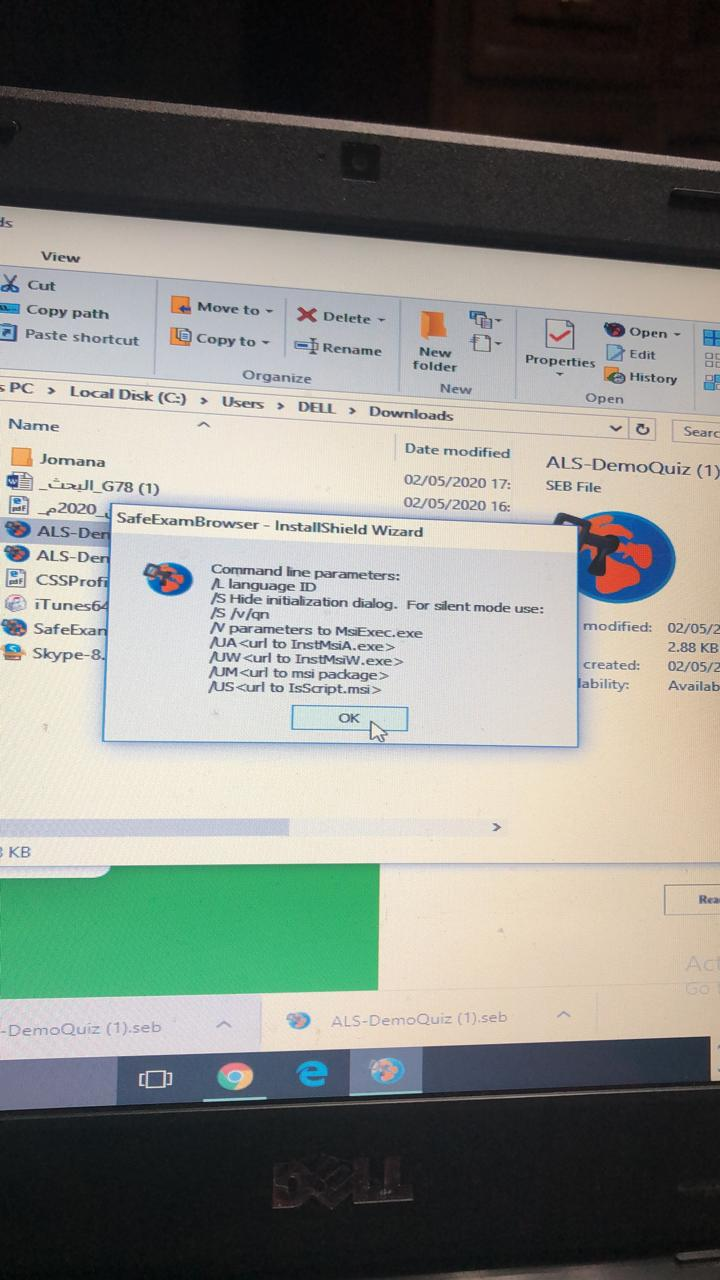 ds
View
Cut
Copy path
Paste shortcut
Move to
Copy to
Delete
Rename
Organize
New folder
New
Properties
Open
Edit
History
Open
s PC > Local Disk (C:) > Users > DELL > Downloads
Searc
Name
Date modified
Jomana
_البحث_G78 (1)
02/05/2020 17:
_2020م_
02/05/2020 16:
ALS-Den
ALS-Den
CSSProfi
iTunes64
SafeExan
Skype-8.
ALS-DemoQuiz (1)
SEB File
modified: 02/05/2
2.88 KB
created: 02/05/2
lability: Availab
SafeExamBrowser - InstallShield Wizard
Command line parameters:
/L language ID
/S Hide initialization dialog. For silent mode use:
/S /v/qn
/V parameters to MsiExec.exe
/UA<url to InstMsiA.exe>
/UW<url to InstMsiW.exe>
/UM<url to msi package>
/US<url to IsScript.msi>
OK
KB
Rea
Act
Go
-DemoQuiz (1).seb
ALS-DemoQuiz (1).seb
DELL